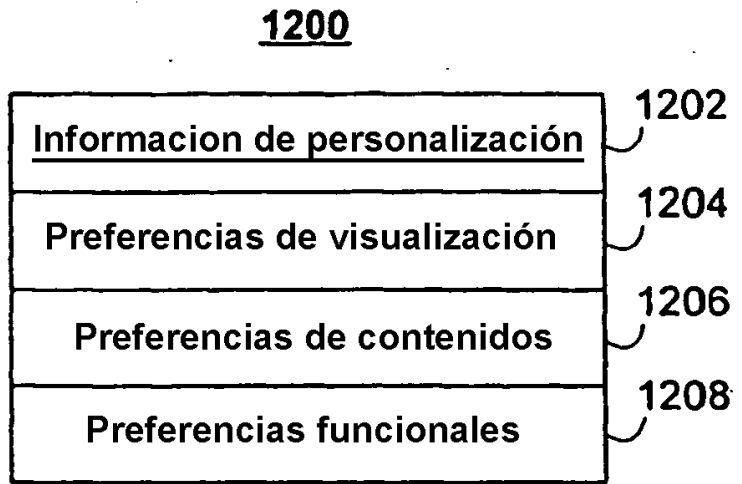 1200
Informacion de personalización 1202
Preferencias de visualización 1204
Preferencias de contenidos 1206
Preferencias funcionales 1208